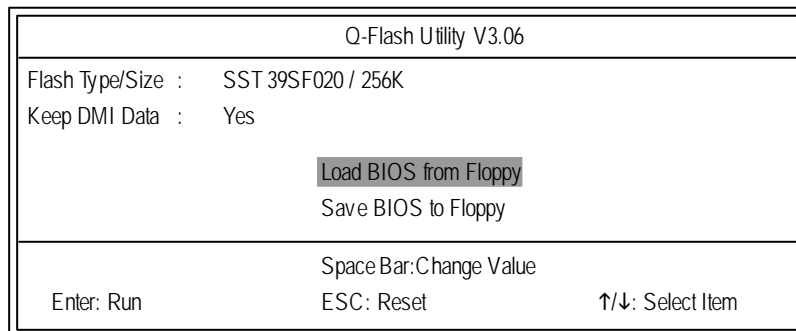 Q-Flash Utility V3.06
Flash Type/Size : SST 39SF020 / 256K
Keep DMI Data : Yes
Load BIOS from Floppy
Save BIOS to Floppy
Space Bar:Change Value
Enter: Run ESC: Reset ↑/↓: Select Item